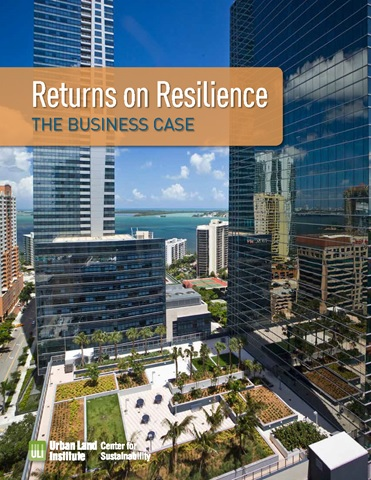 Returns on Resilience
THE BUSINESS CASE
ULI
Urban Land
Institute
Center for
Sustainability